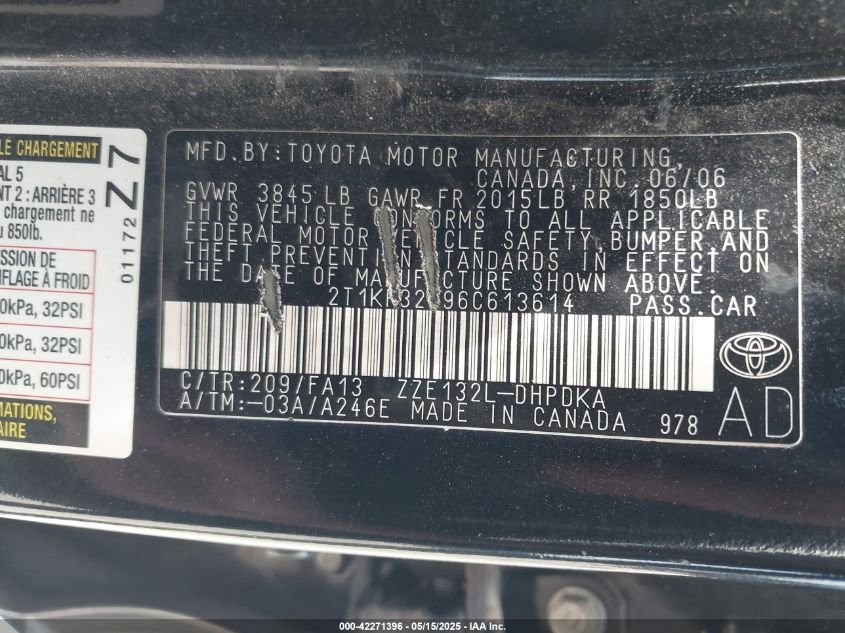 LE CHARGEMENT
AL 5
NT 2 : ARRIÈRE 3
chargement ne
u 850lb.
SSION DE
FLAGE À FROID
0kPa, 32PSI
0kPa, 32PSI
0kPa, 60PSI
MATIONS,
AIRE
01172 Z7
MFD.BY:TOYOTA MOTOR MANUFACTURING,
CANADA, INC. 06/06
GVWR 3845 LB GAWR FR 2015LB RR 1850LB
THIS VEHICLE CONFORMS TO ALL APPLICABLE
FEDERAL MOTOR VEHICLE SAFETY, BUMPER, AND
THEFT PREVENTION STANDARDS IN EFFECT ON
THE DATE OF MANUFACTURE SHOWN ABOVE.
PASS.CAR
C/TR:209/FA13 ZZE132L-DHPDKA
A/TM:-03A/A246E MADE IN CANADA 978
AD
000-42271396 - 05/15/2025 - IAA Inc.